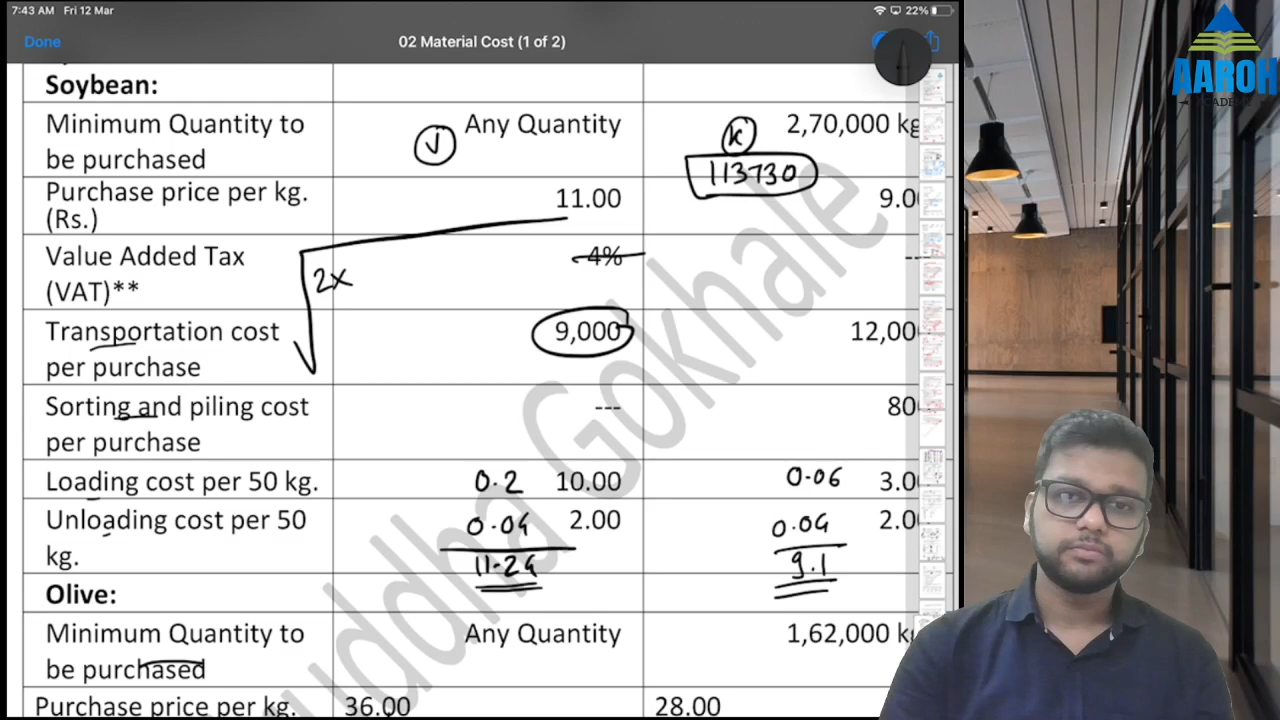 7:43 AM Fri 12 Mar
22%
Done
02 Material Cost (1 of 2)
AAROH
Soybean:
Minimum Quantity to be purchased
Any Quantity
2,70,000 kg
113730
Purchase price per kg. (Rs.)
11.00
9.0
Value Added Tax (VAT)**
4%
--
2x
Transportation cost per purchase
9,000
12,00
Sorting and piling cost per purchase
---
80
Loading cost per 50 kg.
0.2
10.00
0.06
3.0
Unloading cost per 50 kg.
0.04
2.00
0.04
2.0
11.24
9.1
Olive:
Minimum Quantity to be purchased
Any Quantity
1,62,000 k
Purchase price per kg.
36.00
28.00
uddha Gokhale